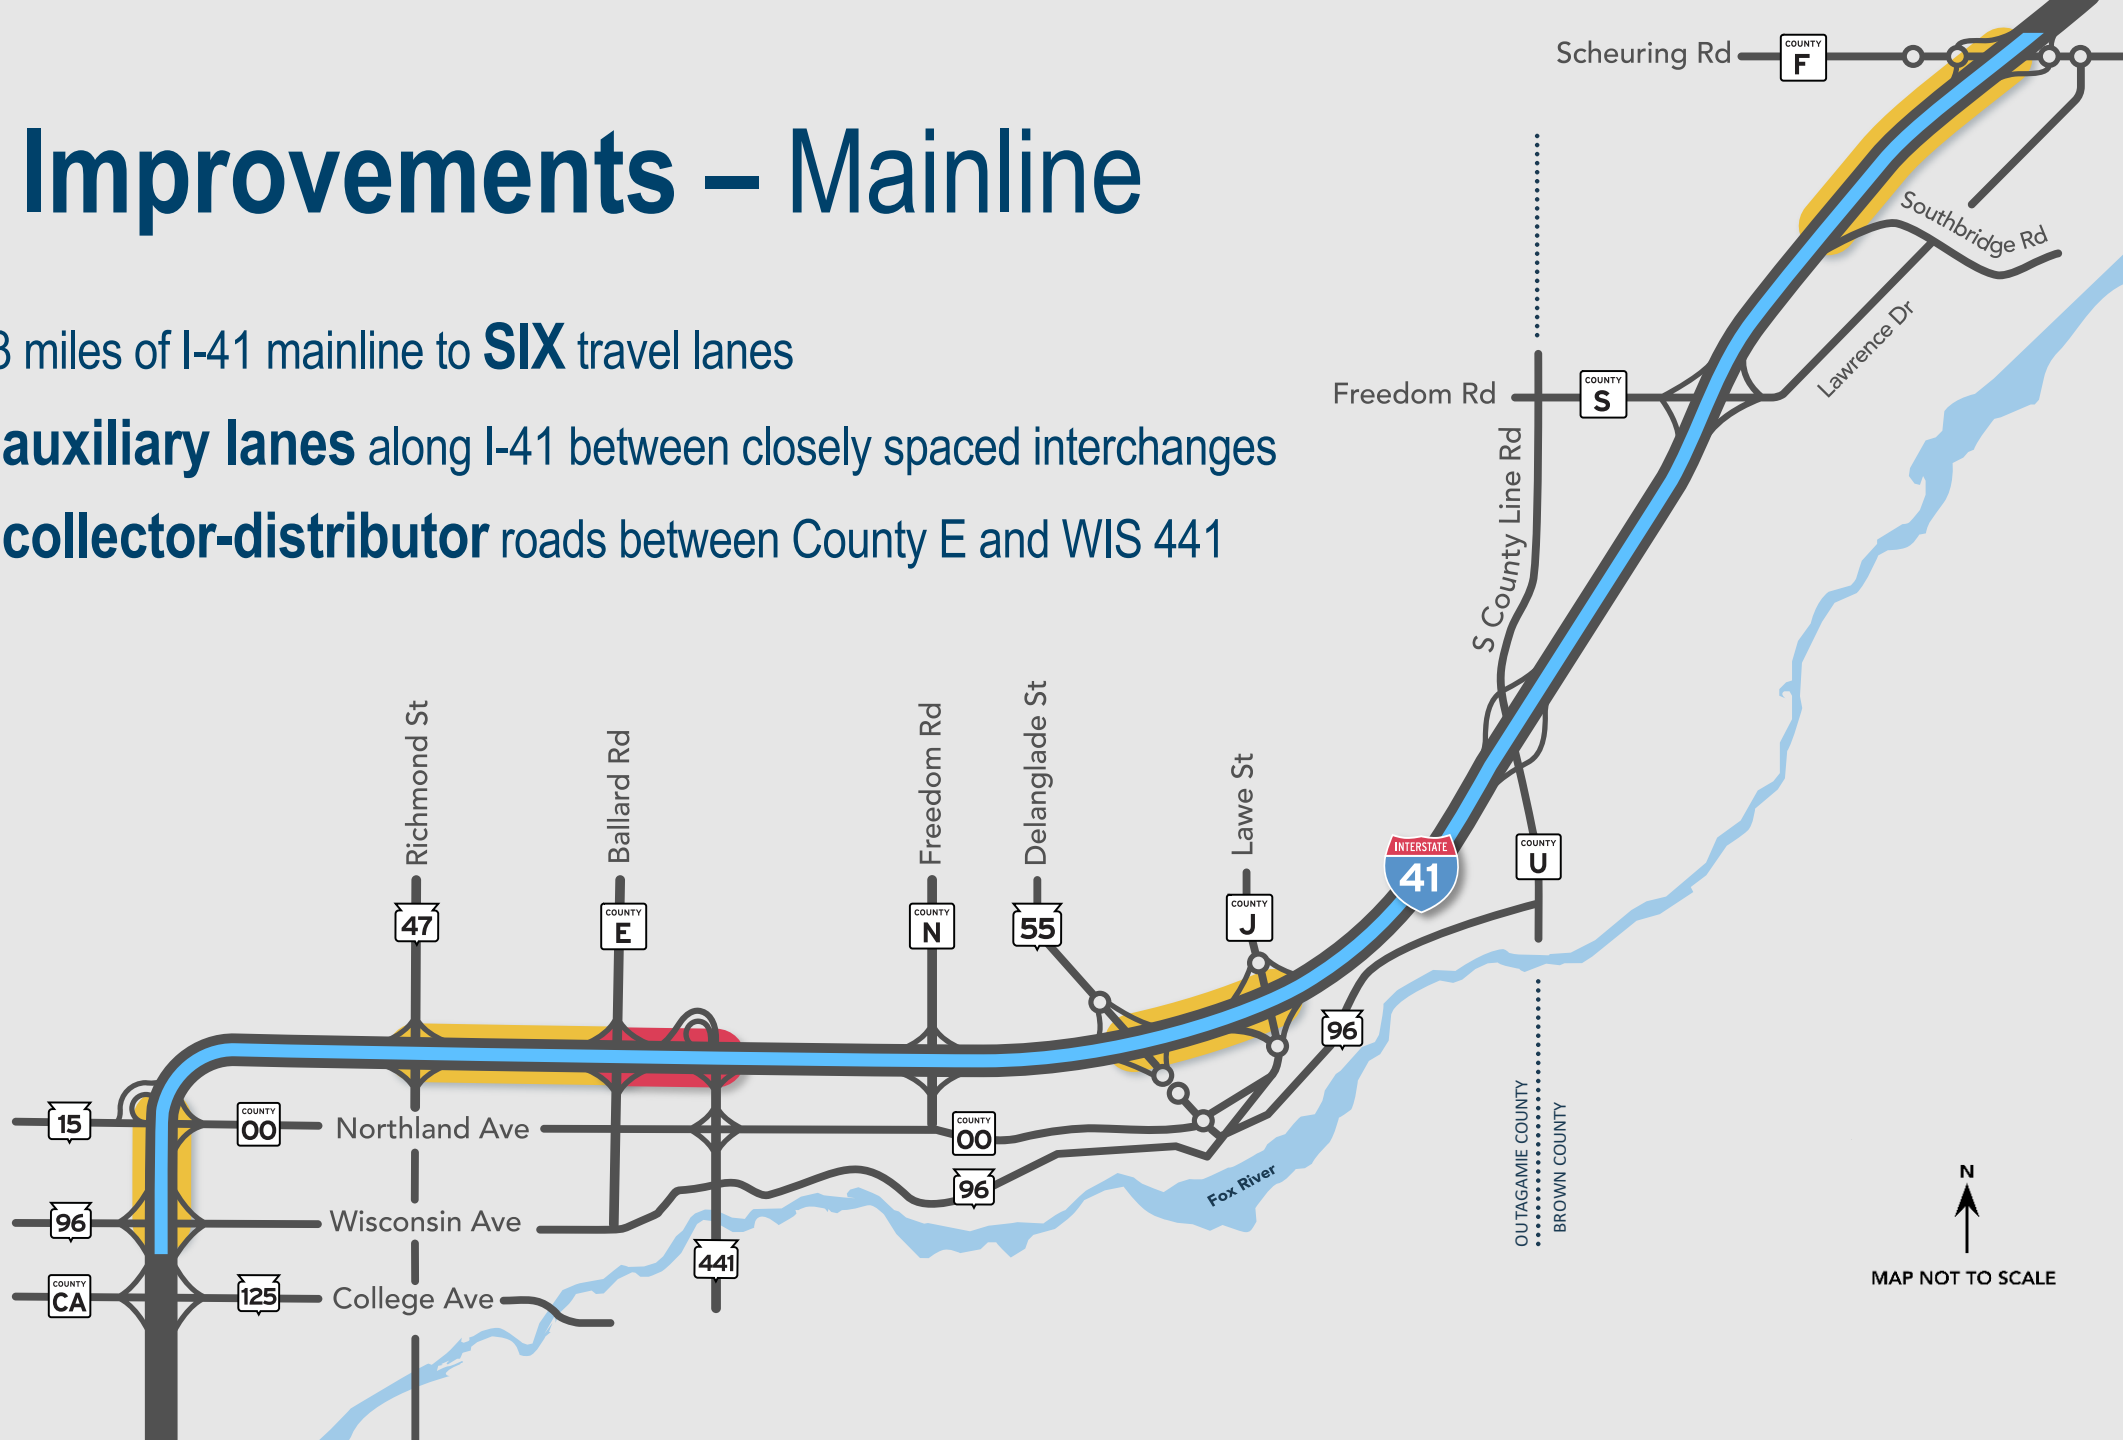 Improvements – Mainline
3 miles of I-41 mainline to SIX travel lanes
auxiliary lanes along I-41 between closely spaced interchanges
collector-distributor roads between County E and WIS 441
Scheuring Rd
COUNTY
F
Southbridge Rd
Lawrence Dr
Freedom Rd
COUNTY
S
S County Line Rd
Richmond St
Ballard Rd
Freedom Rd
Delanglade St
Lawe St
INTERSTATE
41
COUNTY
U
47
COUNTY
E
COUNTY
N
55
COUNTY
J
96
15
COUNTY
OO
Northland Ave
COUNTY
OO
96
Fox River
OUTAGAMIE COUNTY
BROWN COUNTY
96
Wisconsin Ave
441
COUNTY
CA
125
College Ave
N
MAP NOT TO SCALE